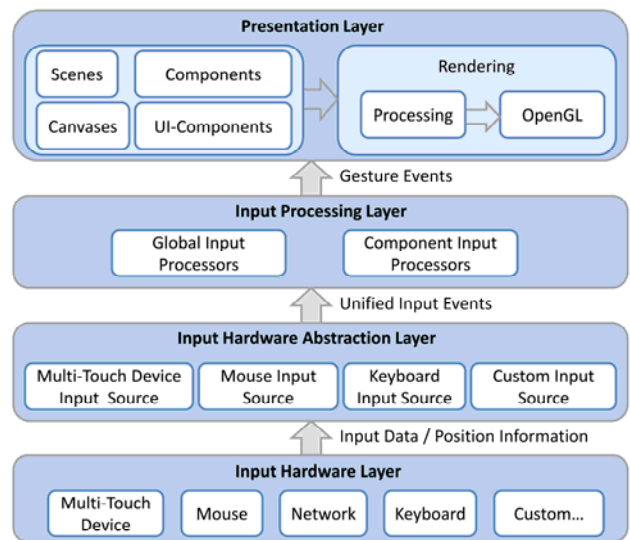 Presentation Layer
Scenes
Components
Canvases
UI-Components
Rendering
Processing
OpenGL
Gesture Events
Input Processing Layer
Global Input
Processors
Component Input
Processors
Unified Input Events
Input Hardware Abstraction Layer
Multi-Touch Device
Input Source
Mouse Input
Source
Keyboard
Input Source
Custom Input
Source
Input Data / Position Information
Input Hardware Layer
Multi-Touch
Device
Mouse
Network
Keyboard
Custom...